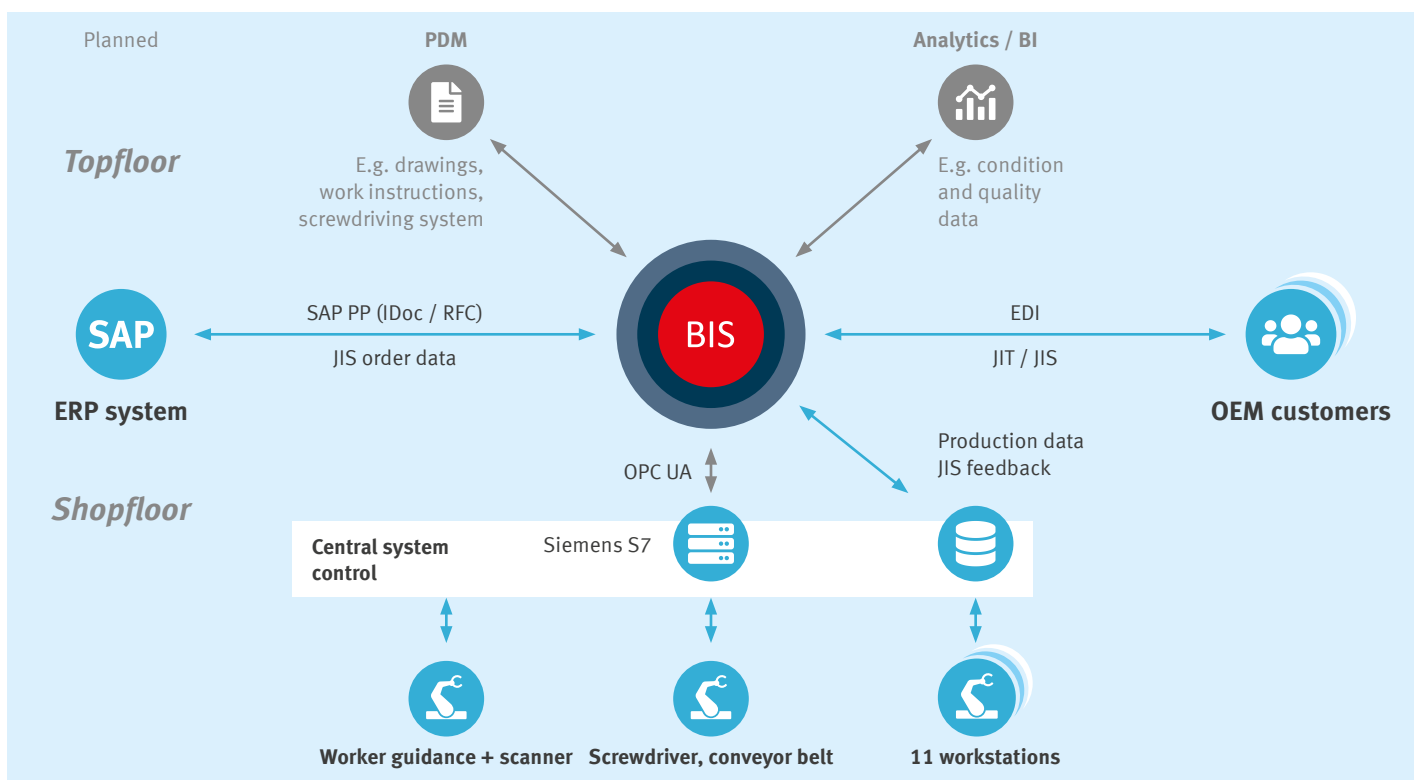 Planned
PDM
Analytics / BI
Topfloor
E.g. drawings,
work instructions,
screwdriving system
E.g. condition
and quality
data
SAP
ERP system
SAP PP (IDoc / RFC)
JIS order data
BIS
EDI
JIT / JIS
OEM customers
Production data
JIS feedback
OPC UA
Shopfloor
Central system
control
Siemens S7
Worker guidance + scanner
Screwdriver, conveyor belt
11 workstations